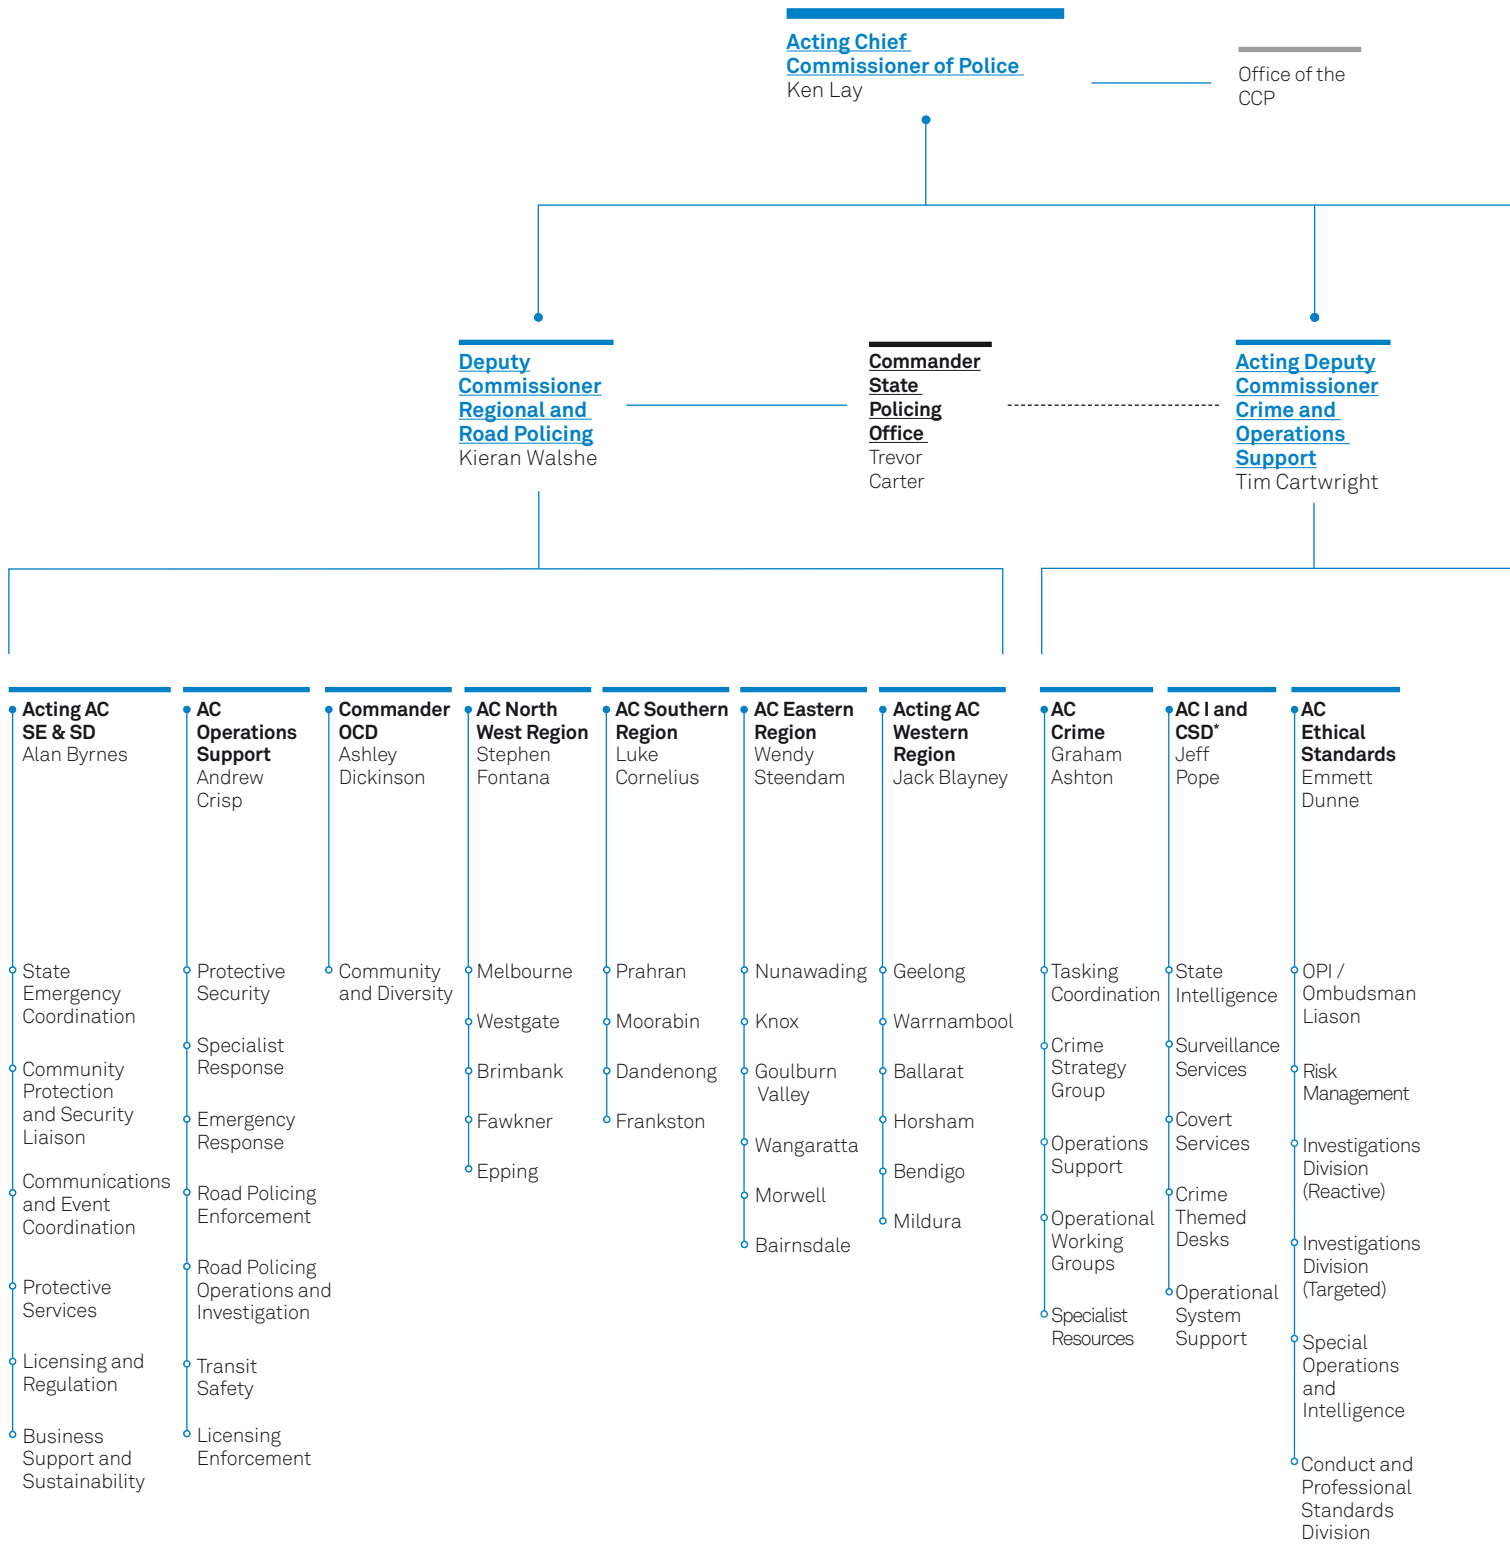 Acting Chief
Commissioner of Police
Ken Lay
Office of the
CCP
Deputy
Commissioner
Regional and
Road Policing
Kieran Walshe
Commander
State
Policing
Office
Trevor
Carter
Acting Deputy
Commissioner
Crime and
Operations
Support
Tim Cartwright
Acting AC
SE & SD
Alan Byrnes
State
Emergency
Coordination
Community
Protection
and Security
Liaison
Communications
and Event
Coordination
Protective
Services
Licensing and
Regulation
Business
Support and
Sustainability
AC
Operations
Support
Andrew
Crisp
Protective
Security
Specialist
Response
Emergency
Response
Road Policing
Enforcement
Road Policing
Operations and
Investigation
Transit
Safety
Licensing
Enforcement
Commander
OCD
Ashley
Dickinson
Community
and Diversity
AC North
West Region
Stephen
Fontana
Melbourne
Westgate
Brimbank
Fawkner
Epping
AC Southern
Region
Luke
Cornelius
Prahran
Moorabin
Dandenong
Frankston
AC Eastern
Region
Wendy
Steendam
Nunawading
Knox
Goulburn
Valley
Wangaratta
Morwell
Bairnsdale
Acting AC
Western
Region
Jack Blayney
Geelong
Warrnambool
Ballarat
Horsham
Bendigo
Mildura
AC
Crime
Graham
Ashton
Tasking
Coordination
Crime
Strategy
Group
Operations
Support
Operational
Working
Groups
Specialist
Resources
AC I and
CSD*
Jeff
Pope
State
Intelligence
Surveillance
Services
Covert
Services
Crime
Themed
Desks
Operational
System
Support
AC
Ethical
Standards
Emmett
Dunne
OPI /
Ombudsman
Liason
Risk
Management
Investigations
Division
(Reactive)
Investigations
Division
(Targeted)
Special
Operations
and
Intelligence
Conduct and
Professional
Standards
Division